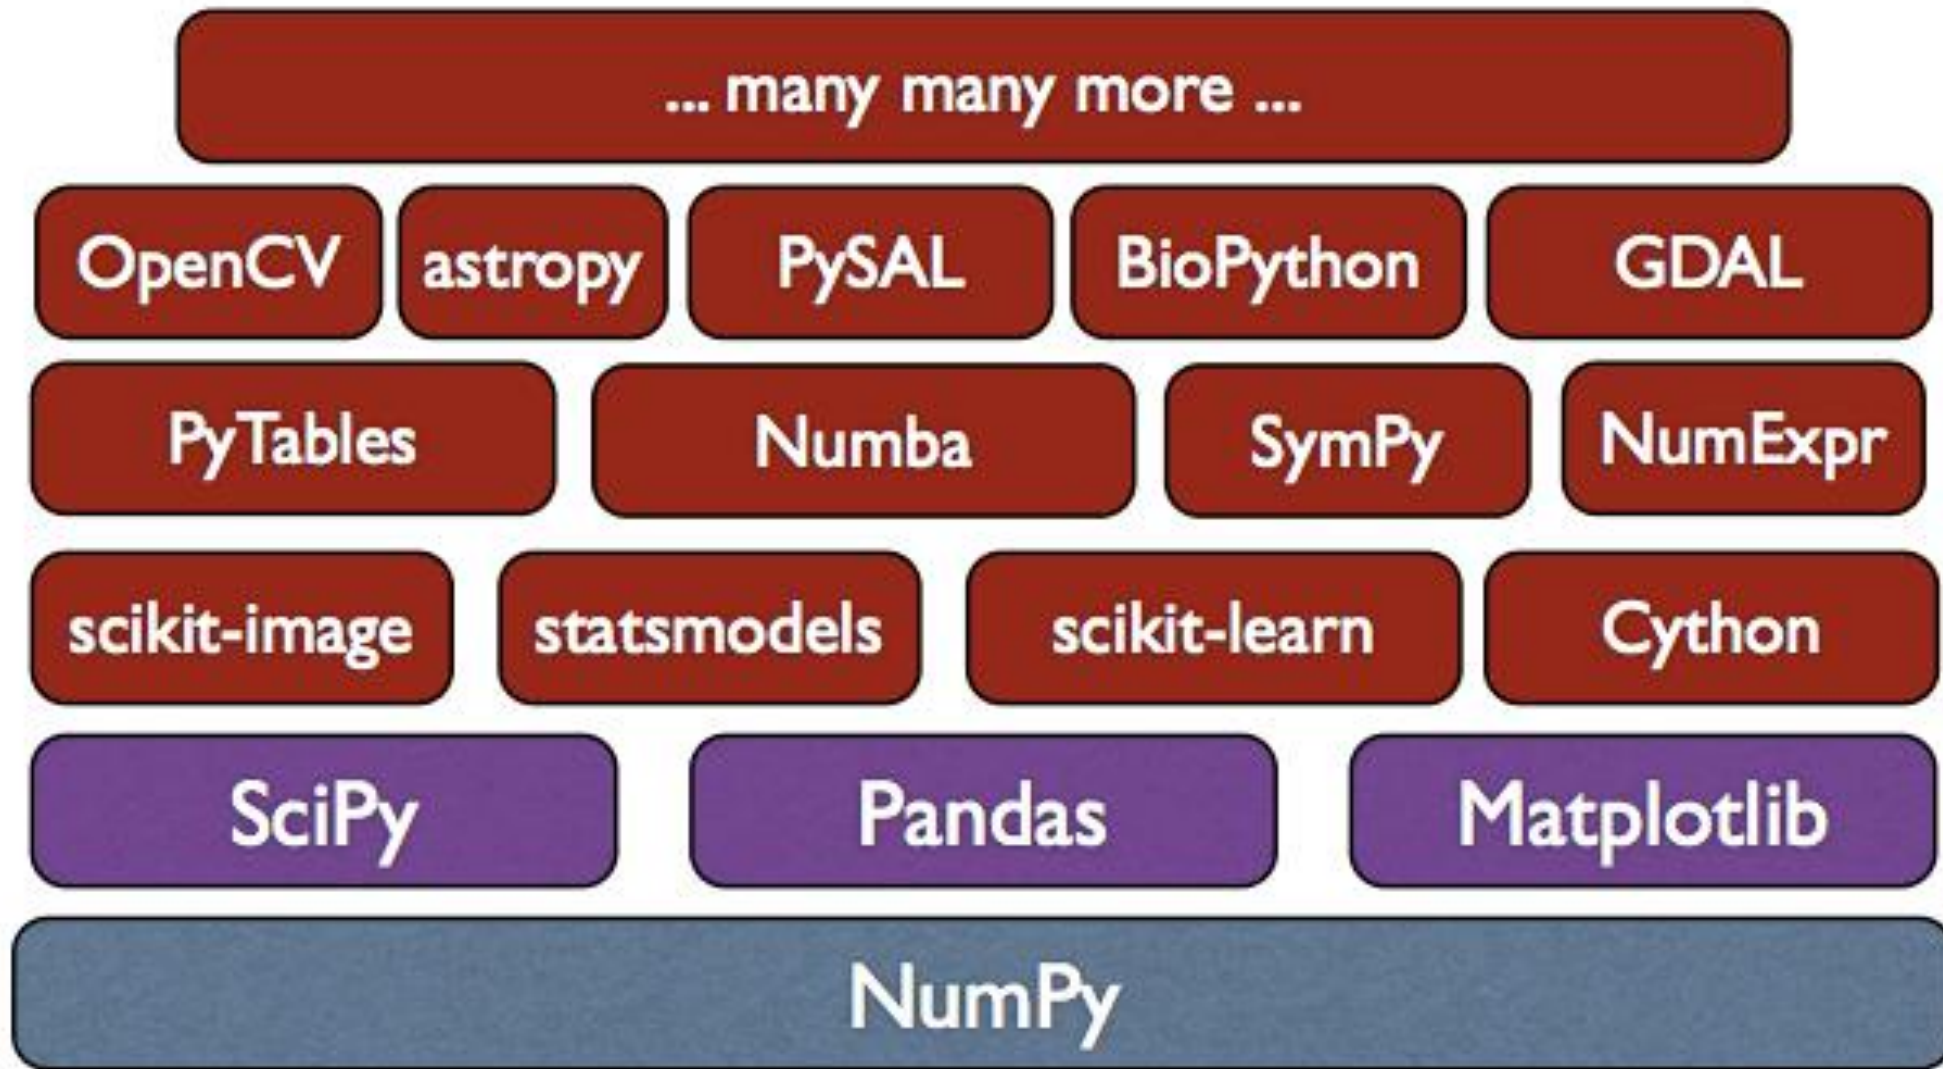 ... many many more ...
OpenCV astropy PySAL BioPython GDAL
PyTables Numba SymPy NumExpr
scikit-image statsmodels scikit-learn Cython
SciPy Pandas Matplotlib
NumPy